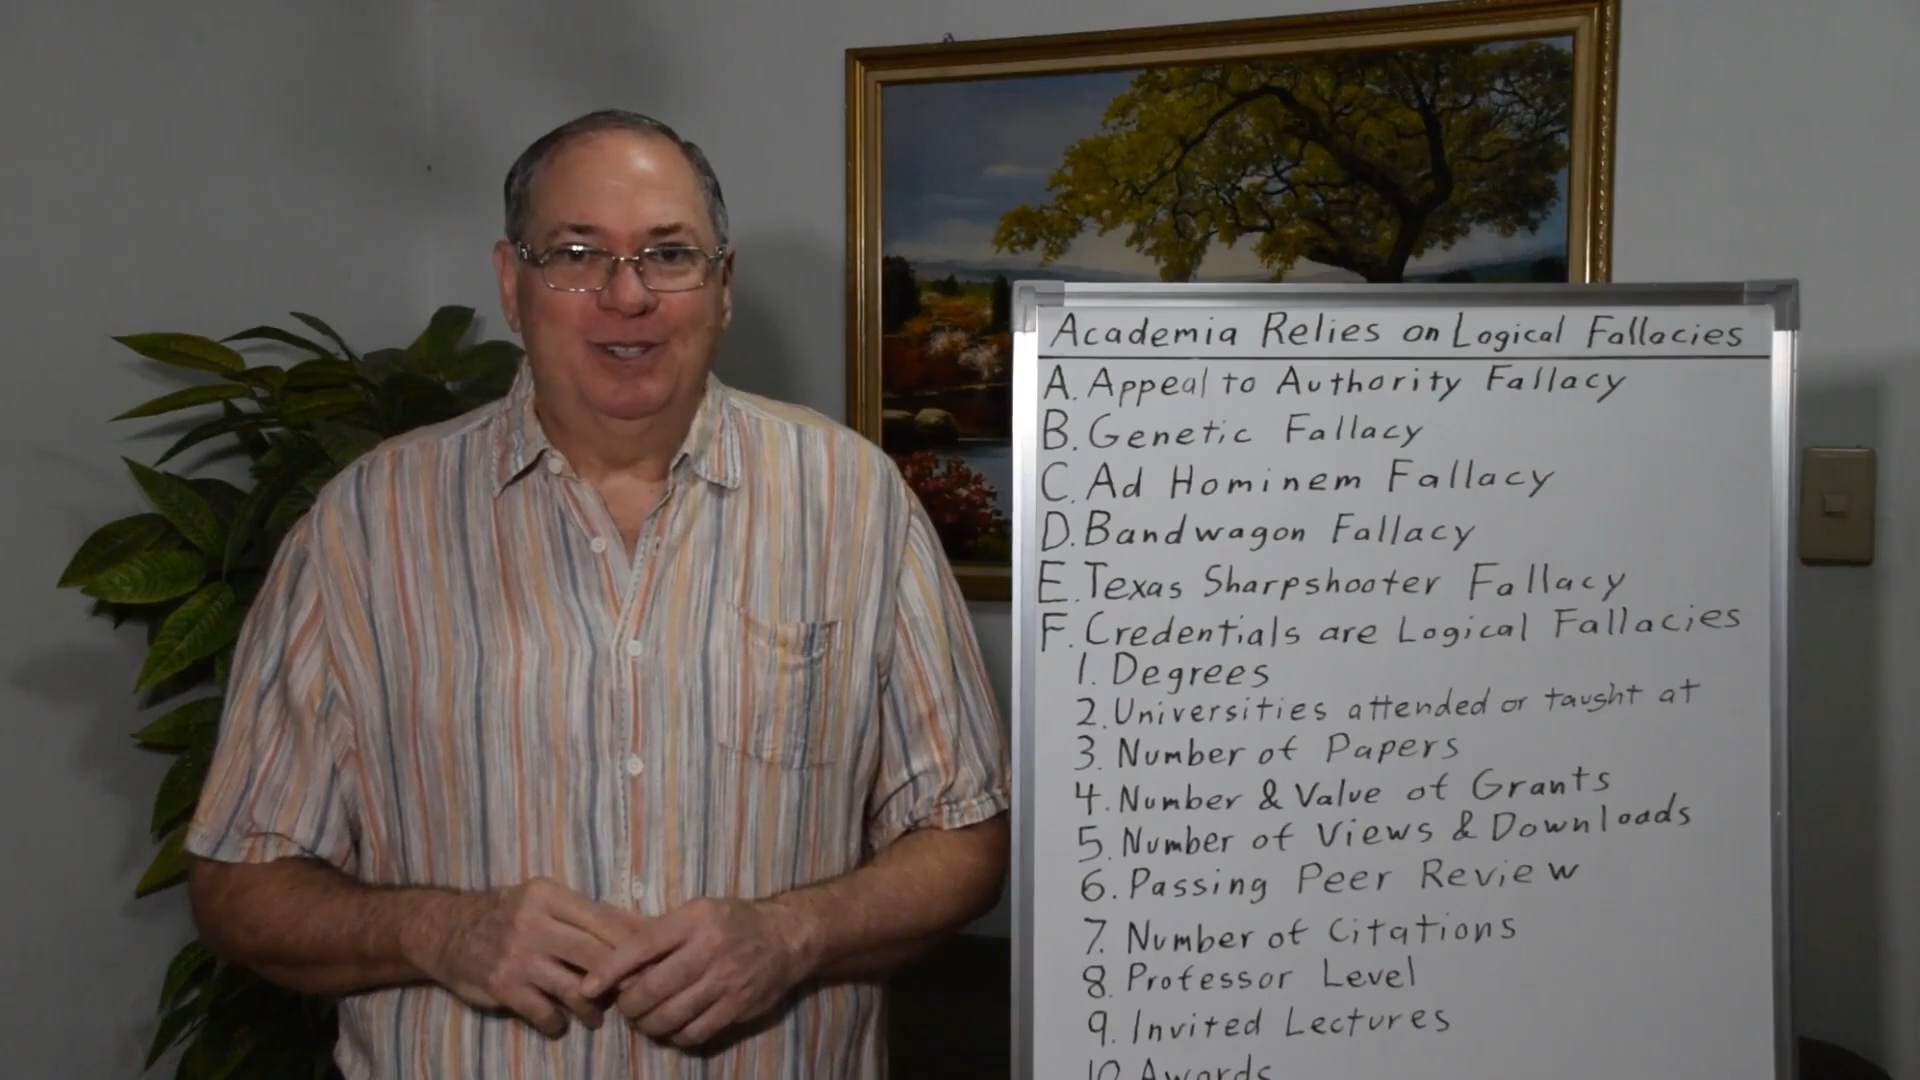 Academia Relies on Logical Fallacies
A. Appeal to Authority Fallacy
B. Genetic Fallacy
C. Ad Hominem Fallacy
D. Bandwagon Fallacy
E. Texas Sharpshooter Fallacy
F. Credentials are Logical Fallacies
1. Degrees
2. Universities attended or taught at
3. Number of Papers
4. Number & Value of Grants
5. Number of Views & Downloads
6. Passing Peer Review
7. Number of Citations
8. Professor Level
9. Invited Lectures
10. Awards